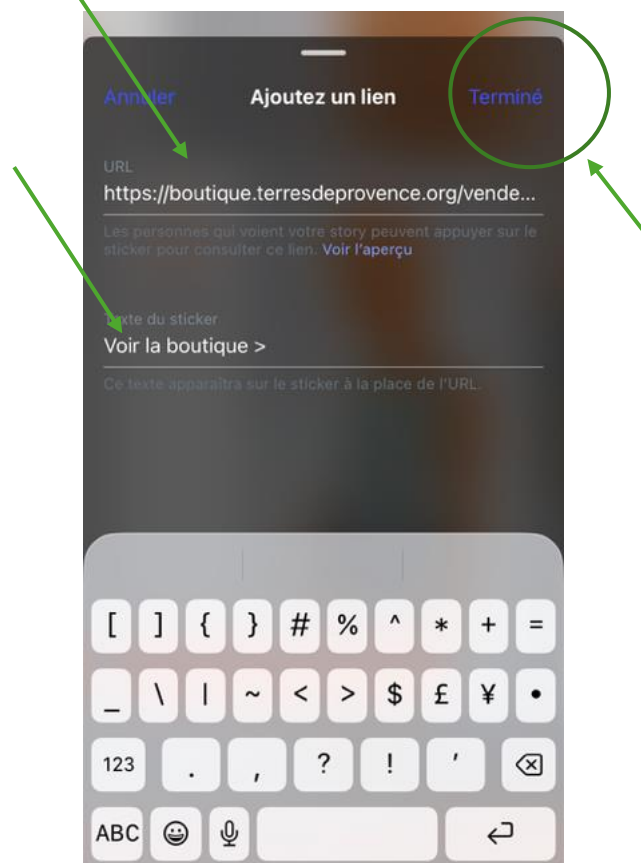 Annuler Ajoutez un lien Terminé
URL
https://boutique.terresdeprovence.org/vende...
Les personnes qui voient votre story peuvent appuyer sur le
sticker pour consulter ce lien. Voir l'aperçu
Texte du sticker
Voir la boutique >
Ce texte apparaîtra sur le sticker à la place de l'URL.
[ ] { } # % ^ * + =
_ \ | ~ < > $ £ ¥ •
123 . , ? ! '
ABC